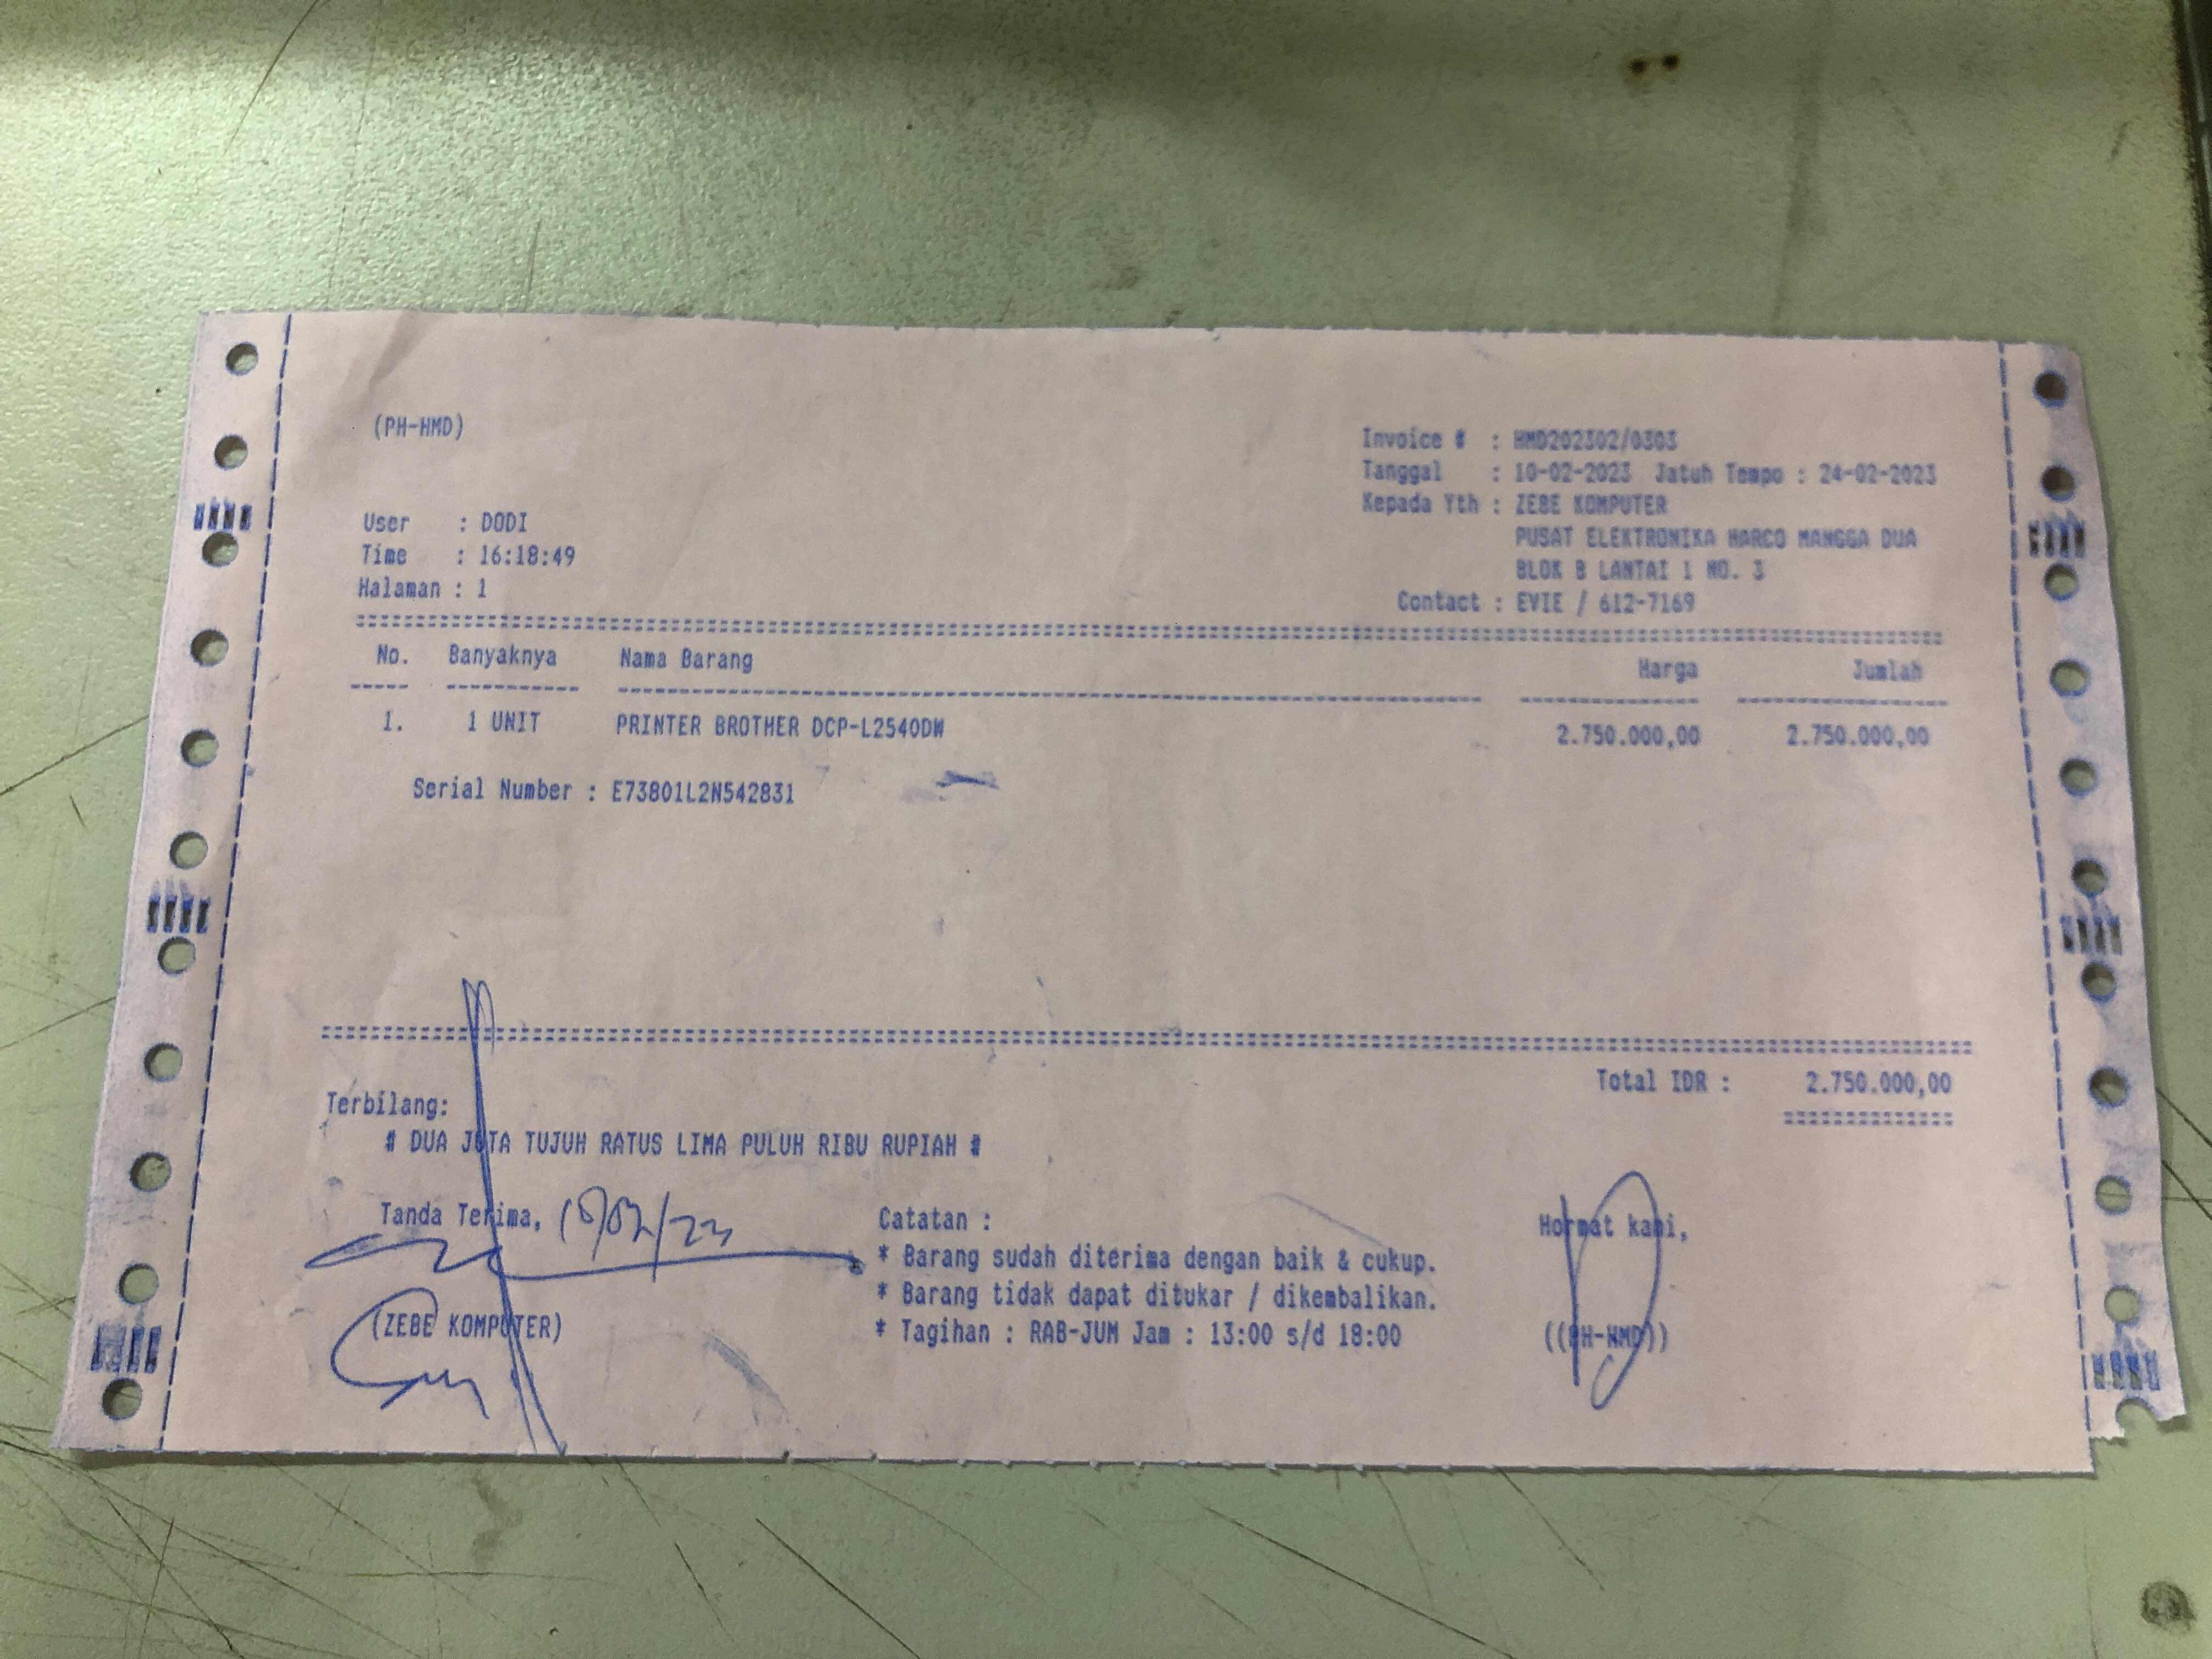 (PH-HMD)
Invoice # : HMD202302/0303
Tanggal : 10-02-2023 Jatuh Tempo : 24-02-2023
Kepada Yth : ZEBE KOMPUTER
PUSAT ELEKTRONIKA HARCO MANGGA DUA
BLOK B LANTAI 1 NO. 3
Contact : EVIE / 612-7169
User : DODI
Time : 16:18:49
Halaman : 1
No. Banyaknya Nama Barang Harga Jumlah
1. 1 UNIT PRINTER BROTHER DCP-L2540DW 2.750.000,00 2.750.000,00
Serial Number : E73801L2N542831
Total IDR : 2.750.000,00
Terbilang:
# DUA JUTA TUJUH RATUS LIMA PULUH RIBU RUPIAH #
Tanda Terima, 10/02/23
(ZEBE KOMPUTER)
Catatan :
* Barang sudah diterima dengan baik & cukup.
* Barang tidak dapat ditukar / dikembalikan.
* Tagihan : RAB-JUM Jam : 13:00 s/d 18:00
Hormat kami,
((PH-HMD))